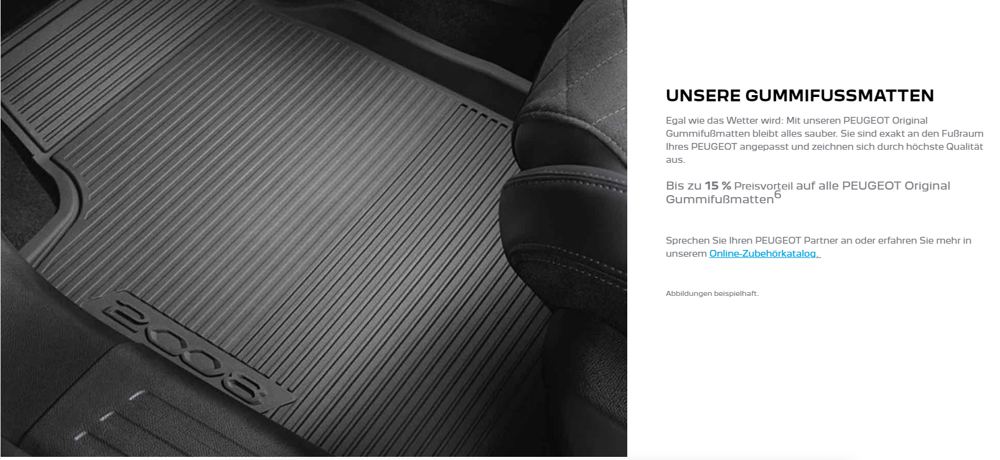 2008
UNSERE GUMMIFUSSMATTEN
Egal wie das Wetter wird: Mit unseren PEUGEOT Original
Gummifußmatten bleibt alles sauber. Sie sind exakt an den Fußraum
Ihres PEUGEOT angepasst und zeichnen sich durch höchste Qualität
aus.
Bis zu 15 % Preisvorteil auf alle PEUGEOT Original
Gummifußmatten6
Sprechen Sie Ihren PEUGEOT Partner an oder erfahren Sie mehr in
unserem Online-Zubehörkatalog.
Abbildungen beispielhaft.